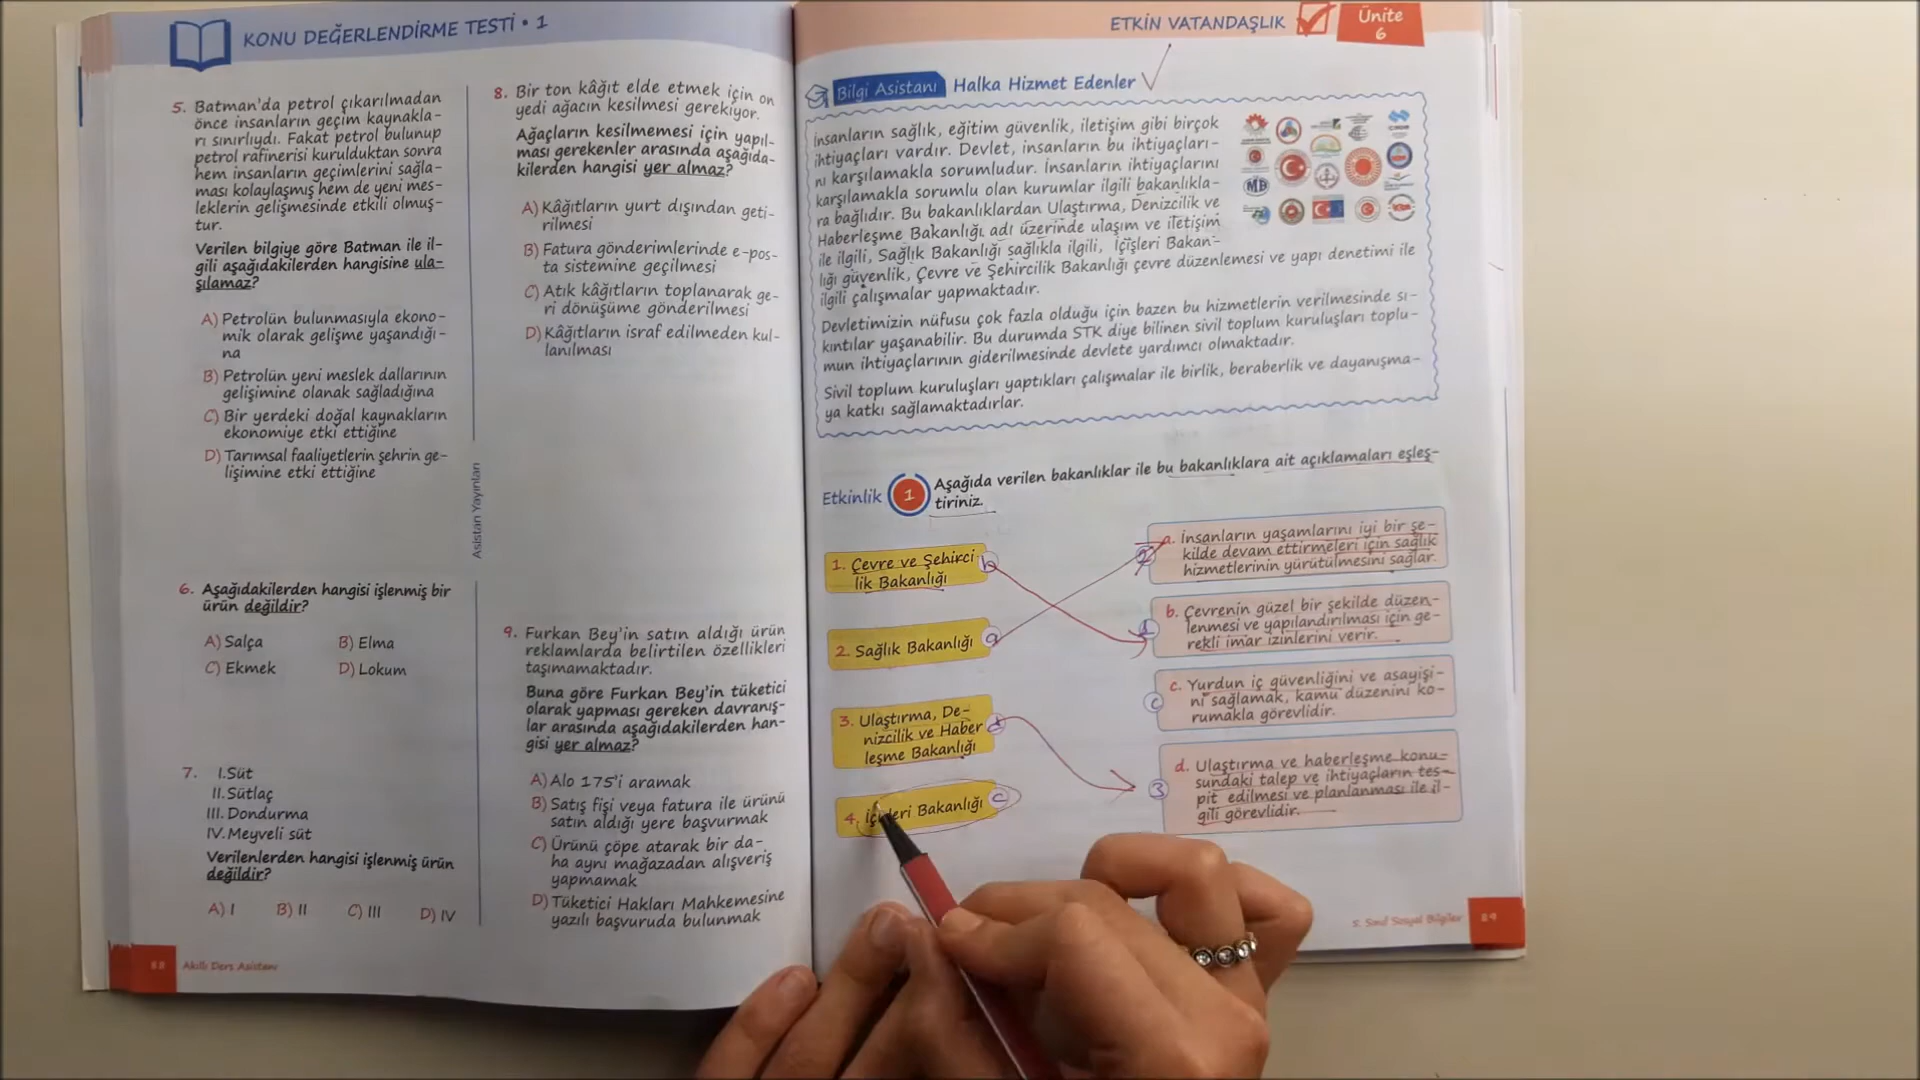 KONU DEĞERLENDİRME TESTİ • 1
5. Batman'da petrol çıkarılmadan
önce insanların geçim kaynakla-
rı sınırlıydı. Fakat petrol bulunup
petrol rafinerisi kurulduktan sonra
hem insanların geçimlerini sağla-
ması kolaylaşmış hem de yeni mes-
leklerin gelişmesinde etkili olmuş-
tur.
Verilen bilgiye göre Batman ile il-
gili aşağıdakilerden hangisine ula-
şılamaz?
A) Petrolün bulunmasıyla ekono-
mik olarak gelişme yaşandığı-
na
B) Petrolün yeni meslek dallarının
gelişimine olanak sağladığına
C) Bir yerdeki doğal kaynakların
ekonomiye etki ettiğine
D) Tarımsal faaliyetlerin şehrin ge-
lişimine etki ettiğine
6. Aşağıdakilerden hangisi işlenmiş bir
ürün değildir?
A) Salça B) Elma
C) Ekmek D) Lokum
7. I. Süt
II. Sütlaç
III. Dondurma
IV. Meyveli süt
Verilenlerden hangisi işlenmiş ürün
değildir?
A) I B) II C) III D) IV
88 Akıllı Ders Asistanı
Asistan Yayınları
8. Bir ton kâğıt elde etmek için on
yedi ağacın kesilmesi gerekiyor.
Ağaçların kesilmemesi için yapıl-
ması gerekenler arasında aşağıda-
kilerden hangisi yer almaz?
A) Kâğıtların yurt dışından geti-
rilmesi
B) Fatura gönderimlerinde e-pos-
ta sistemine geçilmesi
C) Atık kâğıtların toplanarak ge-
ri dönüşüme gönderilmesi
D) Kâğıtların israf edilmeden kul-
lanılması
9. Furkan Bey'in satın aldığı ürün
reklamlarda belirtilen özellikleri
taşımamaktadır.
Buna göre Furkan Bey'in tüketici
olarak yapması gereken davranış-
lar arasında aşağıdakilerden han-
gisi yer almaz?
A) Alo 175'i aramak
B) Satış fişi veya fatura ile ürünü
satın aldığı yere başvurmak
C) Ürünü çöpe atarak bir da-
ha aynı mağazadan alışveriş
yapmamak
D) Tüketici Hakları Mahkemesine
yazılı başvuruda bulunmak
ETKİN VATANDAŞLIK
Ünite
6
Bilgi Asistanı Halka Hizmet Edenler
İnsanların sağlık, eğitim güvenlik, iletişim gibi birçok
ihtiyaçları vardır. Devlet, insanların bu ihtiyaçları-
nı karşılamakla sorumludur. İnsanların ihtiyaçlarını
karşılamakla sorumlu olan kurumlar ilgili bakanlıkla-
ra bağlıdır. Bu bakanlıklardan Ulaştırma, Denizcilik ve
Haberleşme Bakanlığı adı üzerinde ulaşım ve iletişim
ile ilgili, Sağlık Bakanlığı sağlıkla ilgili, İçişleri Bakan-
lığı güvenlik, Çevre ve Şehircilik Bakanlığı çevre düzenlemesi ve yapı denetimi ile
ilgili çalışmalar yapmaktadır.
Devletimizin nüfusu çok fazla olduğu için bazen bu hizmetlerin verilmesinde sı-
kıntılar yaşanabilir. Bu durumda STK diye bilinen sivil toplum kuruluşları toplu-
mun ihtiyaçlarının giderilmesinde devlete yardımcı olmaktadır.
Sivil toplum kuruluşları yaptıkları çalışmalar ile birlik, beraberlik ve dayanışma-
ya katkı sağlamaktadırlar.
MB
Etkinlik 1 Aşağıda verilen bakanlıklar ile bu bakanlıklara ait açıklamaları eşleş-
tiriniz.
1. Çevre ve Şehirci
lik Bakanlığı
b
2. Sağlık Bakanlığı
a
3. Ulaştırma, De-
nizcilik ve Haber
leşme Bakanlığı
4. İçişleri Bakanlığı
c
2
a. İnsanların yaşamlarını iyi bir şe-
kilde devam ettirmeleri için sağlık
hizmetlerinin yürütülmesini sağlar.
1
b. Çevrenin güzel bir şekilde düzen-
lenmesi ve yapılandırılması için ge-
rekli imar izinlerini verir.
c
c. Yurdun iç güvenliğini ve asayişi-
ni sağlamak, kamu düzenini ko-
rumakla görevlidir.
3
d. Ulaştırma ve haberleşme konu-
sundaki talep ve ihtiyaçların tes-
pit edilmesi ve planlanması ile il-
gili görevlidir.
5. Sınıf Sosyal Bilgiler 89